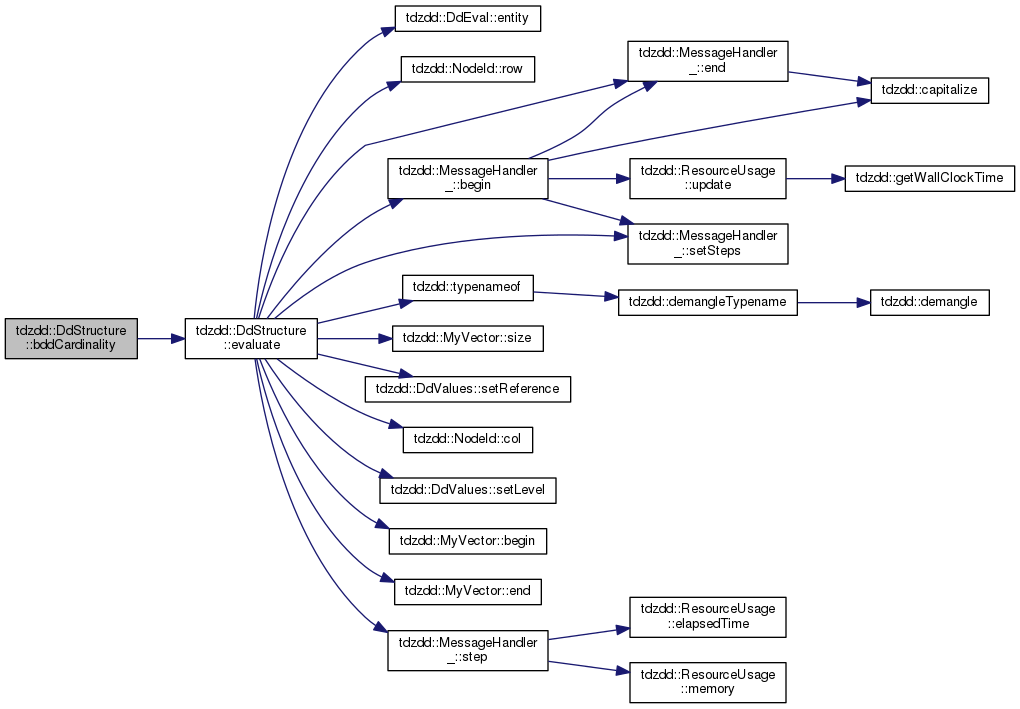 tdzdd::DdStructure
::bddCardinality
tdzdd::DdStructure
::evaluate
tdzdd::DdEval::entity
tdzdd::NodeId::row
tdzdd::MessageHandler
_::begin
tdzdd::typenameof
tdzdd::MyVector::size
tdzdd::DdValues::setReference
tdzdd::NodeId::col
tdzdd::DdValues::setLevel
tdzdd::MyVector::begin
tdzdd::MyVector::end
tdzdd::MessageHandler
_::step
tdzdd::MessageHandler
_::end
tdzdd::ResourceUsage
::update
tdzdd::MessageHandler
_::setSteps
tdzdd::demangleTypename
tdzdd::ResourceUsage
::elapsedTime
tdzdd::ResourceUsage
::memory
tdzdd::capitalize
tdzdd::getWallClockTime
tdzdd::demangle